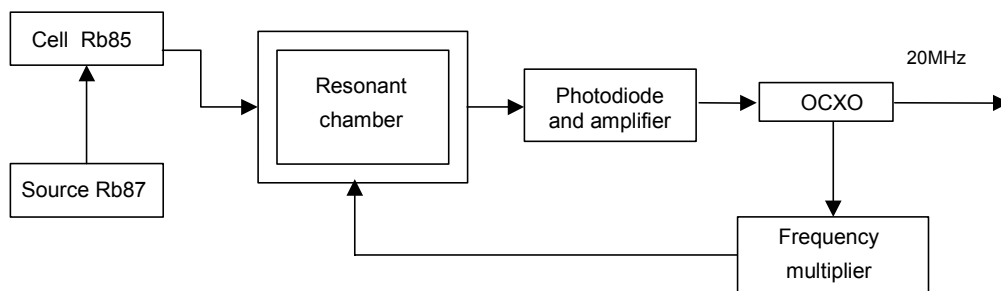 Cell Rb85
Source Rb87
Resonant
chamber
Photodiode
and amplifier
OCXO
20MHz
Frequency
multiplier